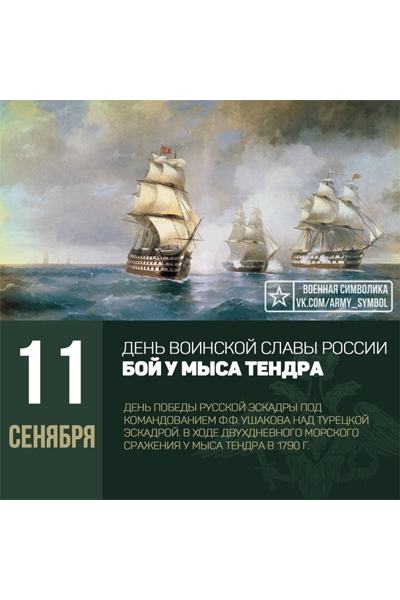 ВОЕННАЯ СИМВОЛИКА
VK.COM/ARMY_SYMBOL
11
СЕНЯБРЯ
ДЕНЬ ВОИНСКОЙ СЛАВЫ РОССИИ
БОЙ У МЫСА ТЕНДРА
ДЕНЬ ПОБЕДЫ РУССКОЙ ЭСКАДРЫ ПОД
КОМАНДОВАНИЕМ Ф.Ф. УШАКОВА НАД ТУРЕЦКОЙ
ЭСКАДРОЙ. В ХОДЕ ДВУХДНЕВНОГО МОРСКОГО
СРАЖЕНИЯ У МЫСА ТЕНДРА В 1790 Г.